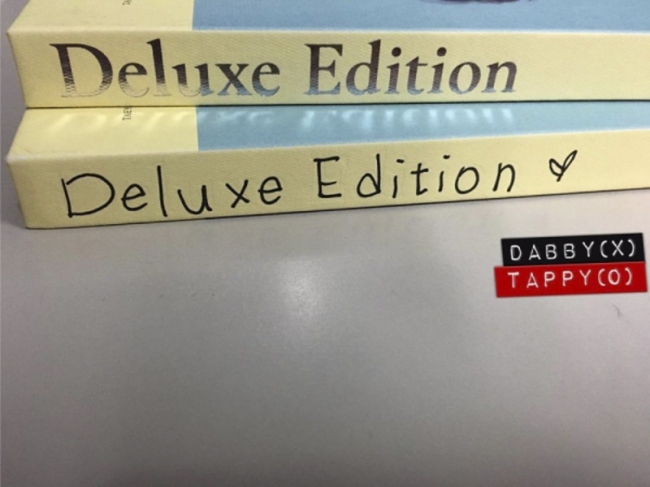 Deluxe Edition
Deluxe Edition
DABBY(X)
TAPPY(O)